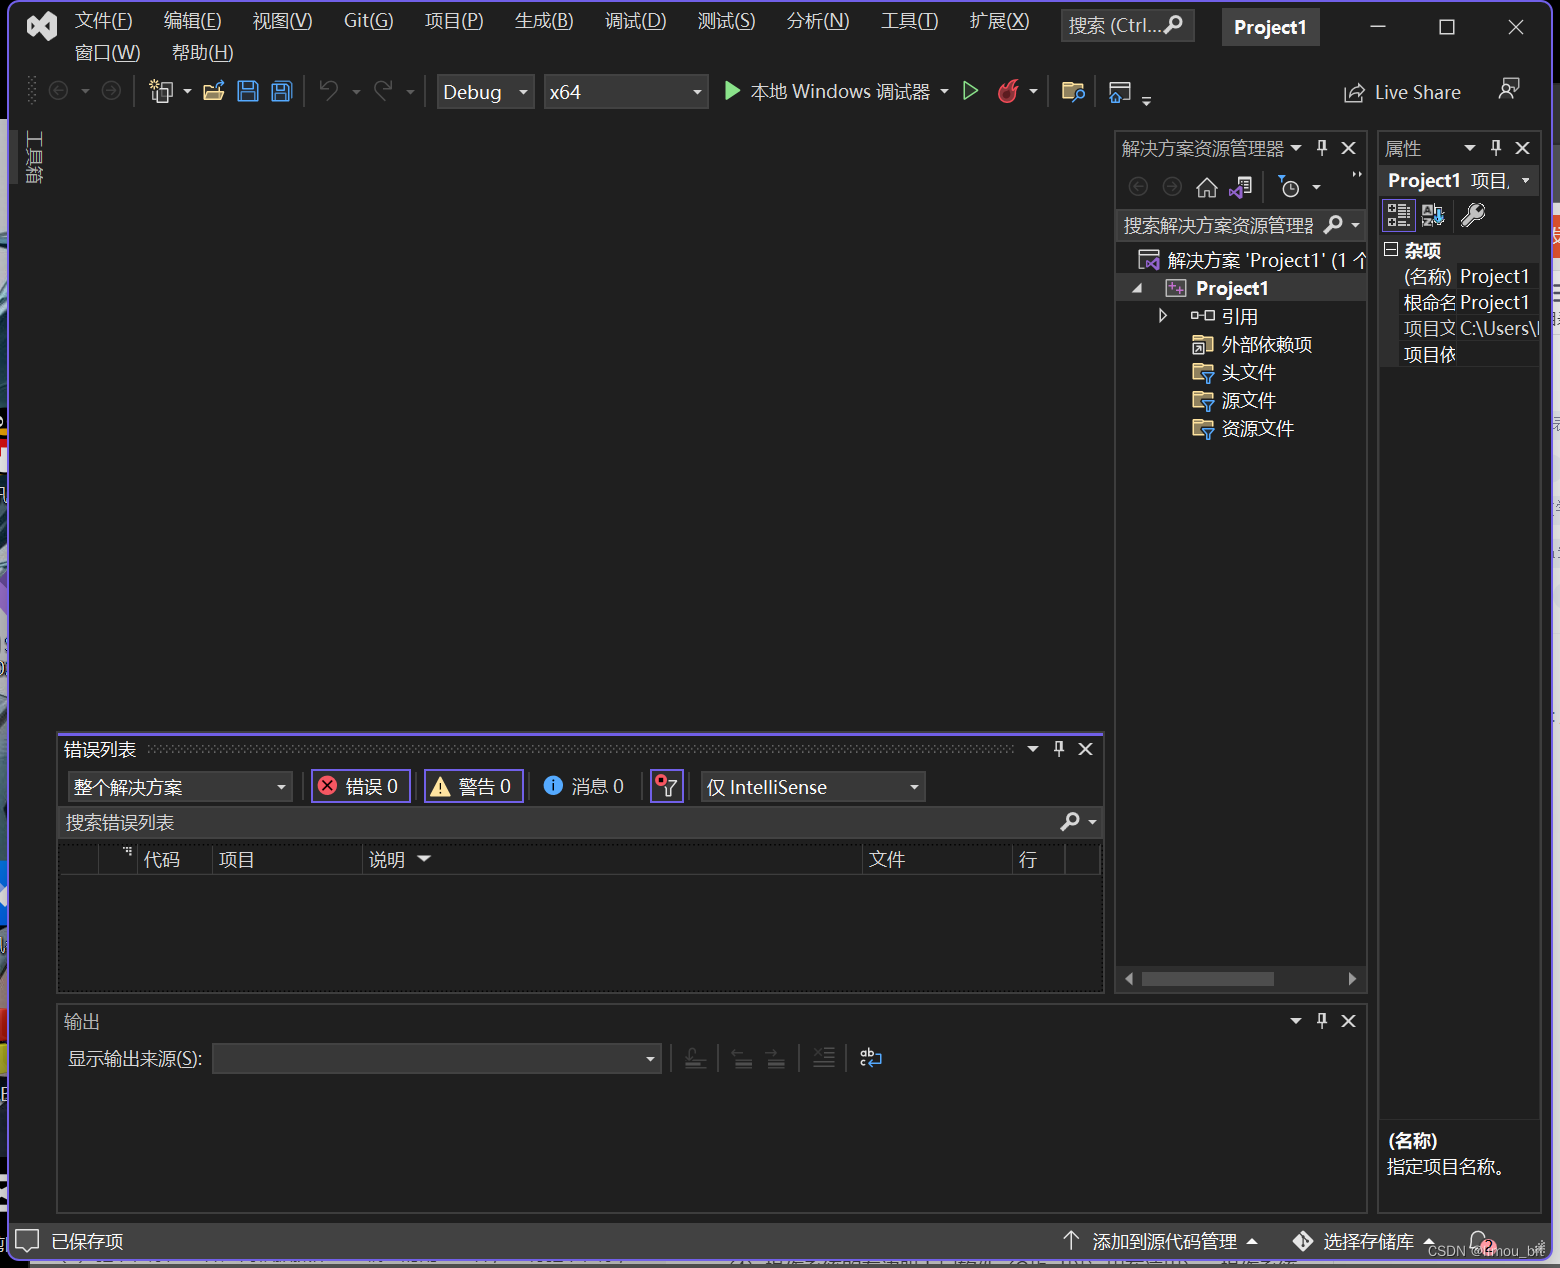 文件(F) 编辑(E) 视图(V) Git(G) 项目(P) 生成(B) 调试(D) 测试(S) 分析(N) 工具(T) 扩展(X) 搜索 (Ctrl... Project1
窗口(W) 帮助(H)
Debug x64 本地 Windows 调试器 Live Share
工具箱
解决方案资源管理器
搜索解决方案资源管理器
解决方案 'Project1' (1 个
Project1
引用
外部依赖项
头文件
源文件
资源文件
属性
Project1 项目
杂项
(名称) Project1
根命名 Project1
项目文 C:\Users\
项目依
(名称)
指定项目名称。
错误列表
整个解决方案 错误 0 警告 0 消息 0 仅 IntelliSense
搜索错误列表
代码 项目 说明 文件 行
输出
显示输出来源(S):
已保存项 添加到源代码管理 选择存储库